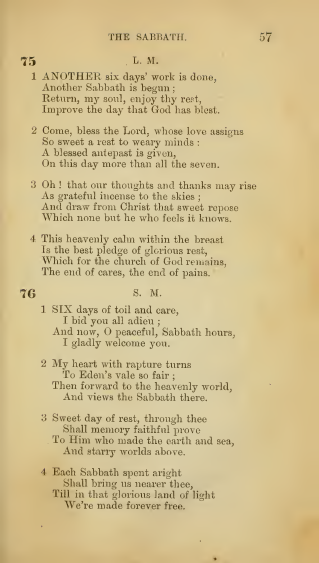 THE SABBATH. 57
75 L. M.
1 ANOTHER six days' work is done,
Another Sabbath is begun;
Return, my soul, enjoy thy rest,
Improve the day that God has blest.
2 Come, bless the Lord, whose love assigns
So sweet a rest to weary minds:
A blessed antepast is given,
On this day more than all the seven.
3 Oh! that our thoughts and thanks may rise
As grateful incense to the skies;
And draw from Christ that sweet repose
Which none but he who feels it knows.
4 This heavenly calm within the breast
Is the best pledge of glorious rest,
Which for the church of God remains,
The end of cares, the end of pains.
76 S. M.
1 SIX days of toil and care,
I bid you all adieu;
And now, O peaceful, Sabbath hours,
I gladly welcome you.
2 My heart with rapture turns
To Eden's vale so fair;
Then forward to the heavenly world,
And views the Sabbath there.
3 Sweet day of rest, through thee
Shall memory faithful prove
To Him who made the earth and sea,
And starry worlds above.
4 Each Sabbath spent aright
Shall bring us nearer thee,
Till in that glorious land of light
We're made forever free.